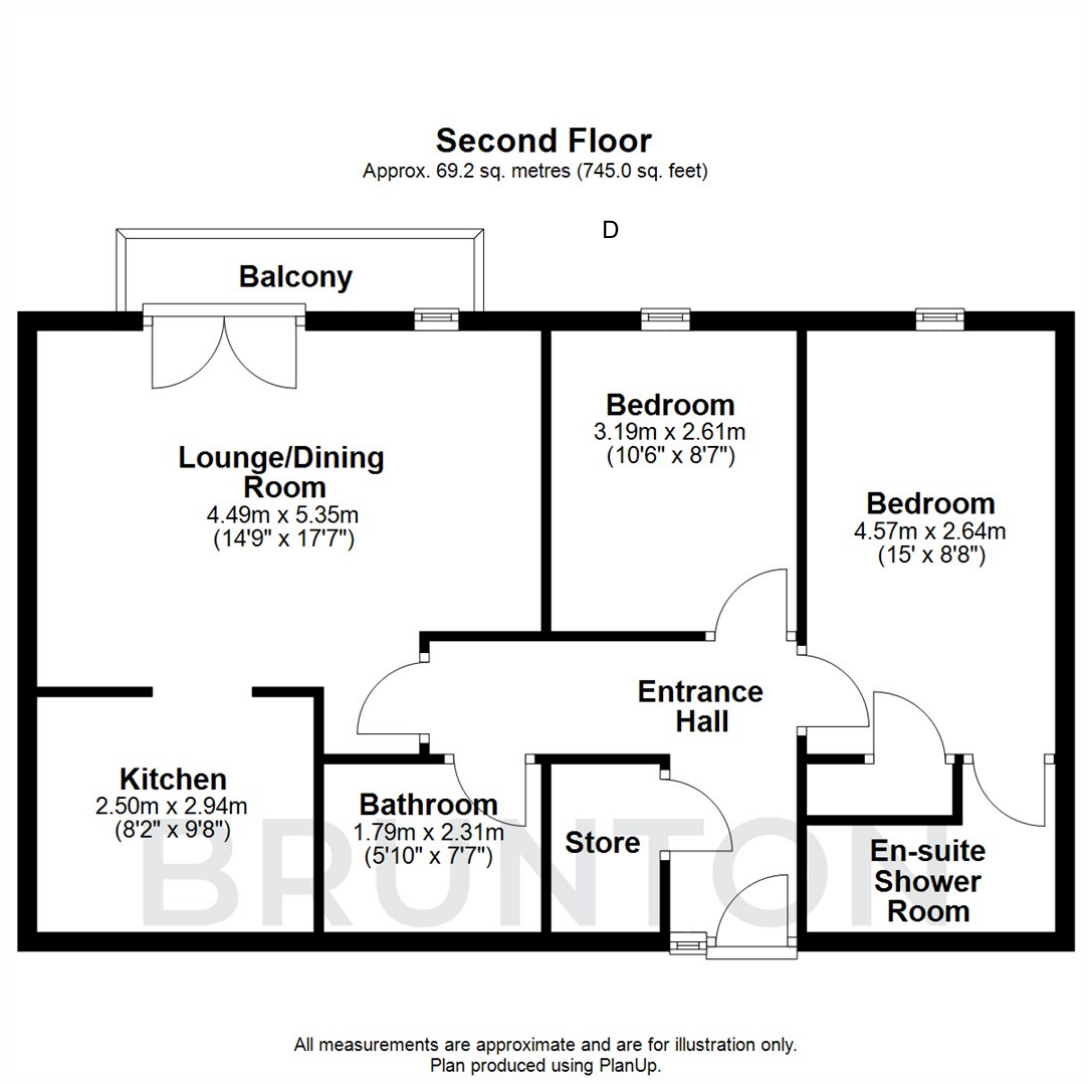 Second Floor
Approx. 69.2 sq. metres (745.0 sq. feet)
D
Balcony
Bedroom
3.19m x 2.61m
(10'6" x 8'7")
Lounge/Dining
Room
4.49m x 5.35m
(14'9" x 17'7")
Bedroom
4.57m x 2.64m
(15' x 8'8")
Entrance
Hall
Kitchen
2.50m x 2.94m
(8'2" x 9'8")
Bathroom
1.79m x 2.31m
(5'10" x 7'7")
Store
En-suite
Shower
Room
BRUNTON
All measurements are approximate and are for illustration only.
Plan produced using PlanUp.